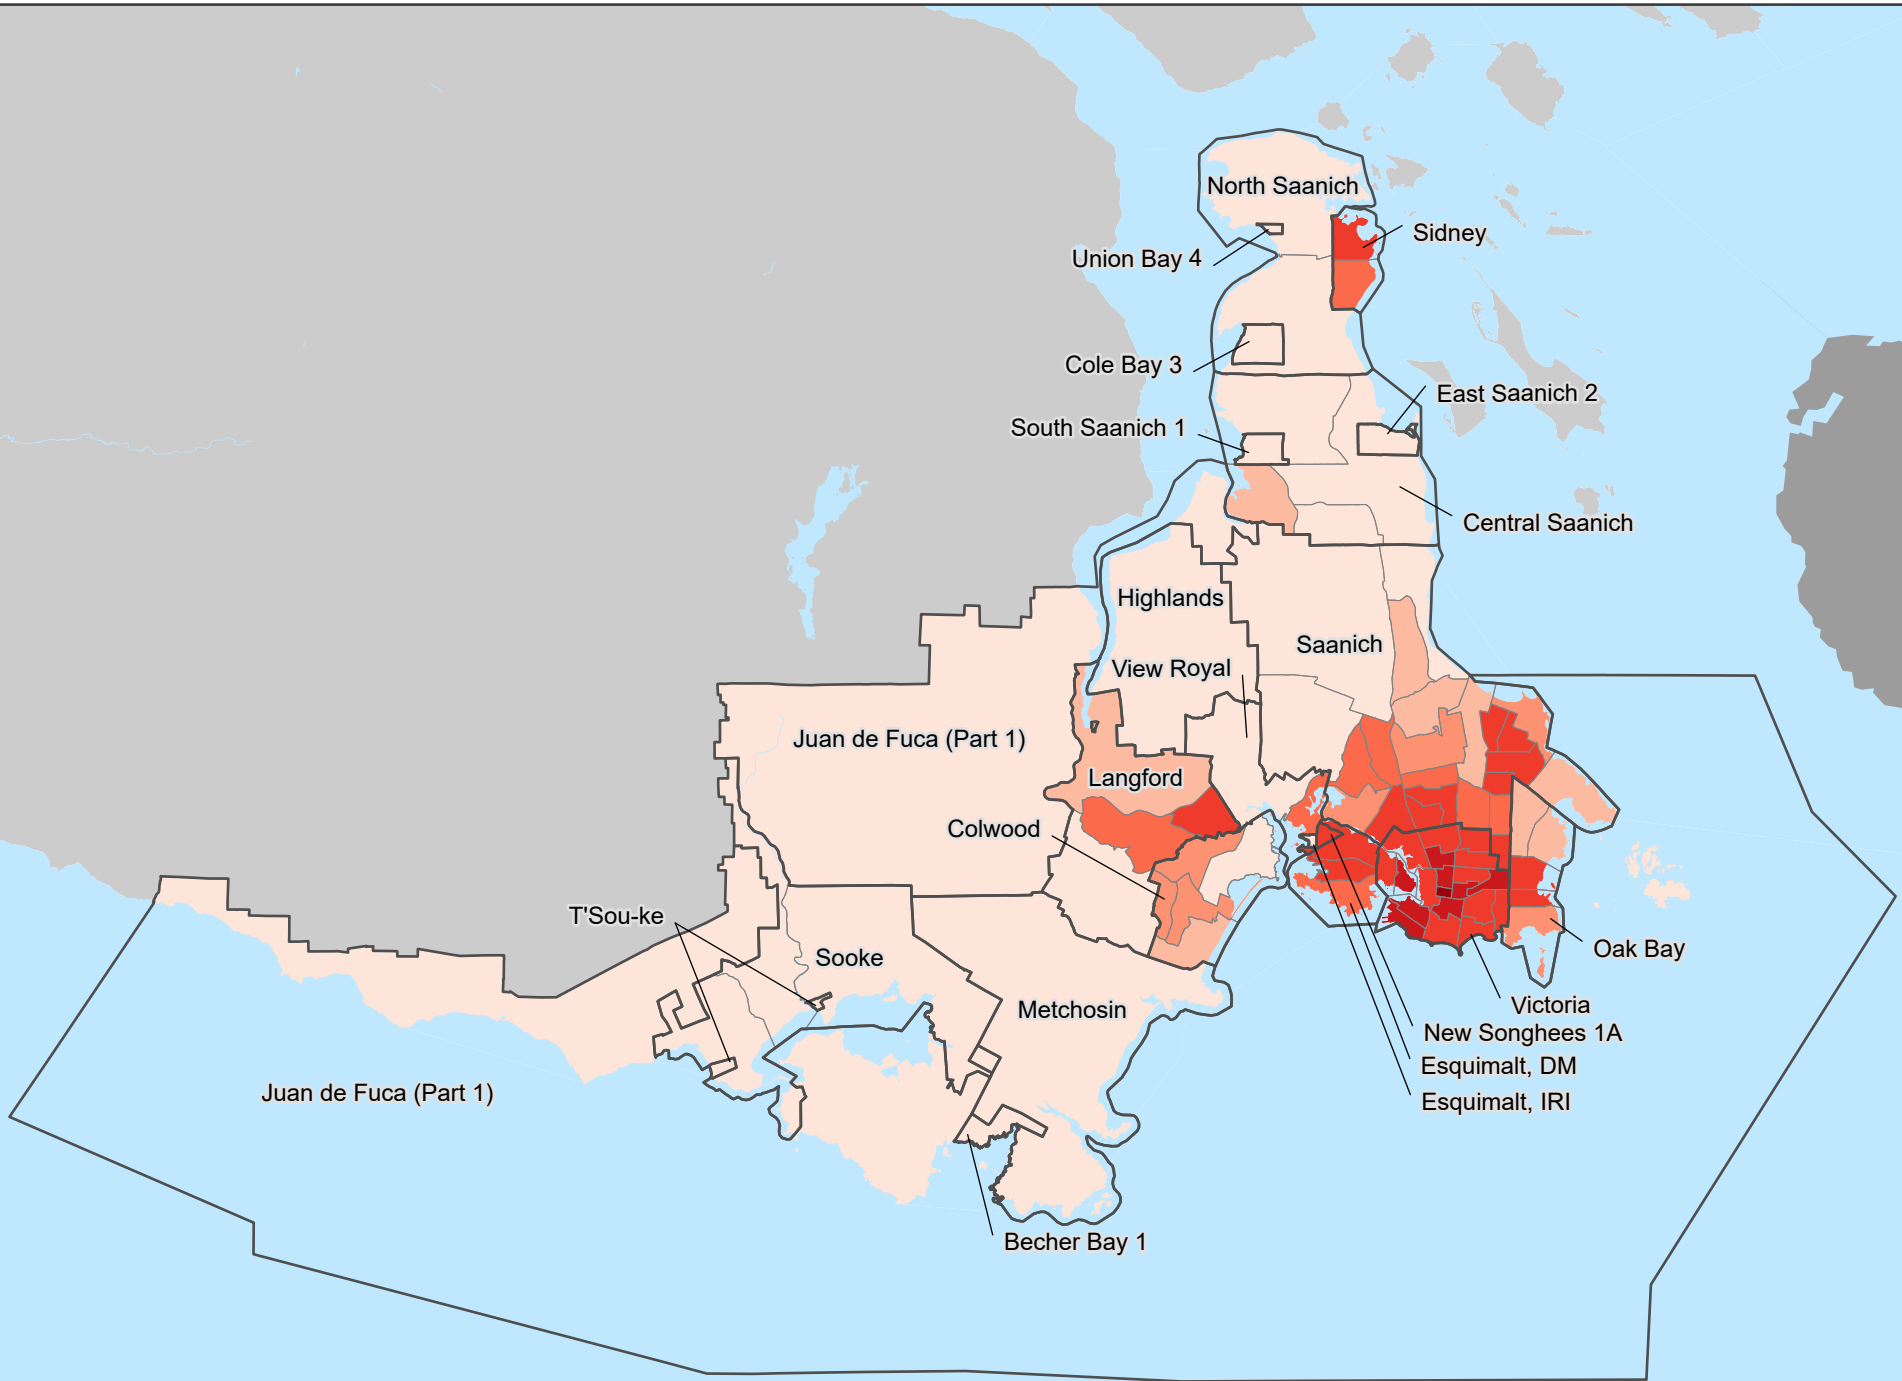 North Saanich
Sidney
Union Bay 4
Cole Bay 3
East Saanich 2
South Saanich 1
Central Saanich
Highlands
Saanich
View Royal
Juan de Fuca (Part 1)
Langford
Colwood
T'Sou-ke
Sooke
Oak Bay
Metchosin
Victoria
New Songhees 1A
Esquimalt, DM
Juan de Fuca (Part 1)
Esquimalt, IRI
Becher Bay 1